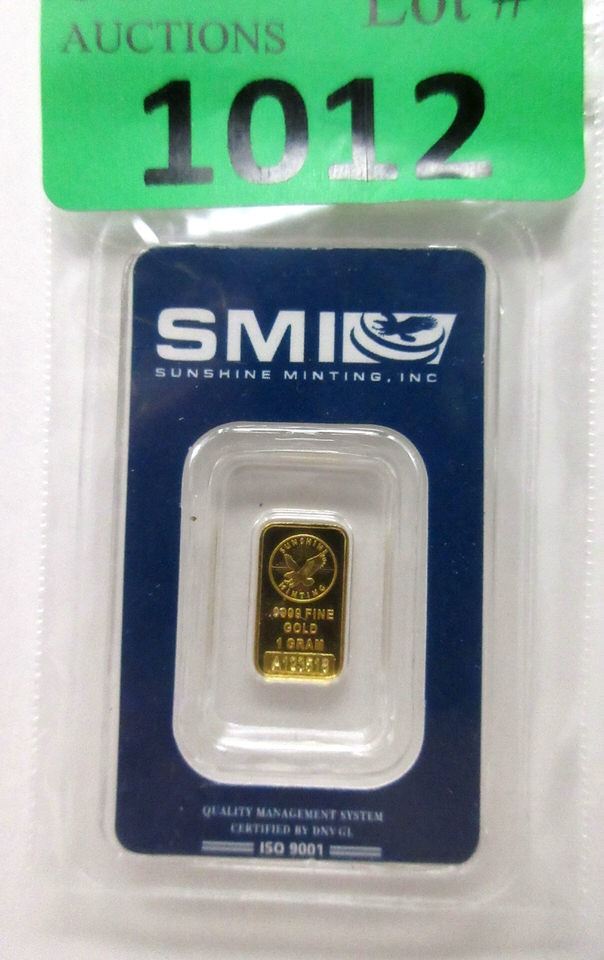 AUCTIONS
Lot #
1012
SMI
SUNSHINE MINTING, INC
SUNSHINE
MINTING
.9999 FINE
GOLD
1 GRAM
QUALITY MANAGEMENT SYSTEM
CERTIFIED BY DNV GL
ISO 9001